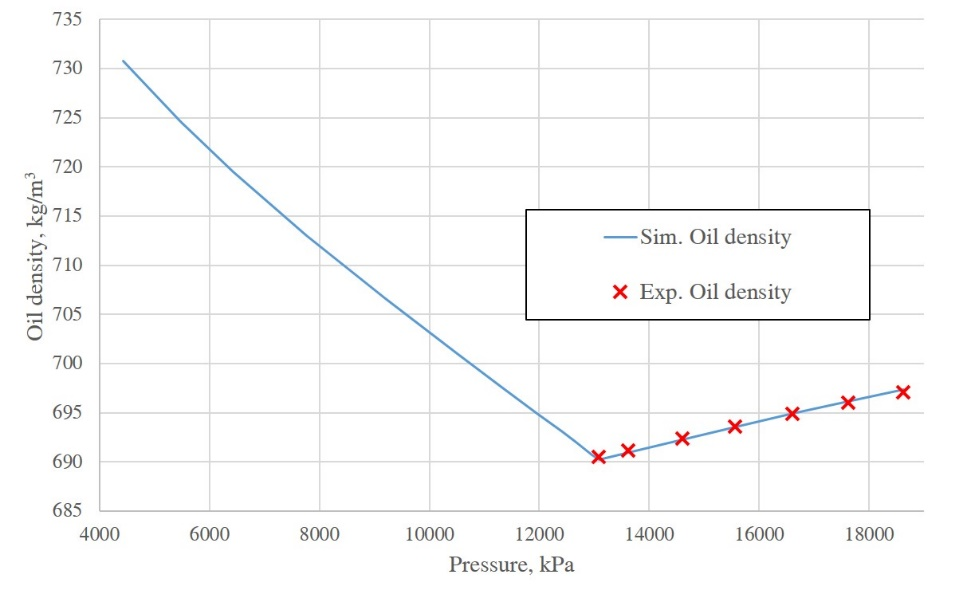 735
730
725
720
715
710
705
700
695
690
685
Oil density, kg/m³
Sim. Oil density
Exp. Oil density
4000 6000 8000 10000 12000 14000 16000 18000
Pressure, kPa